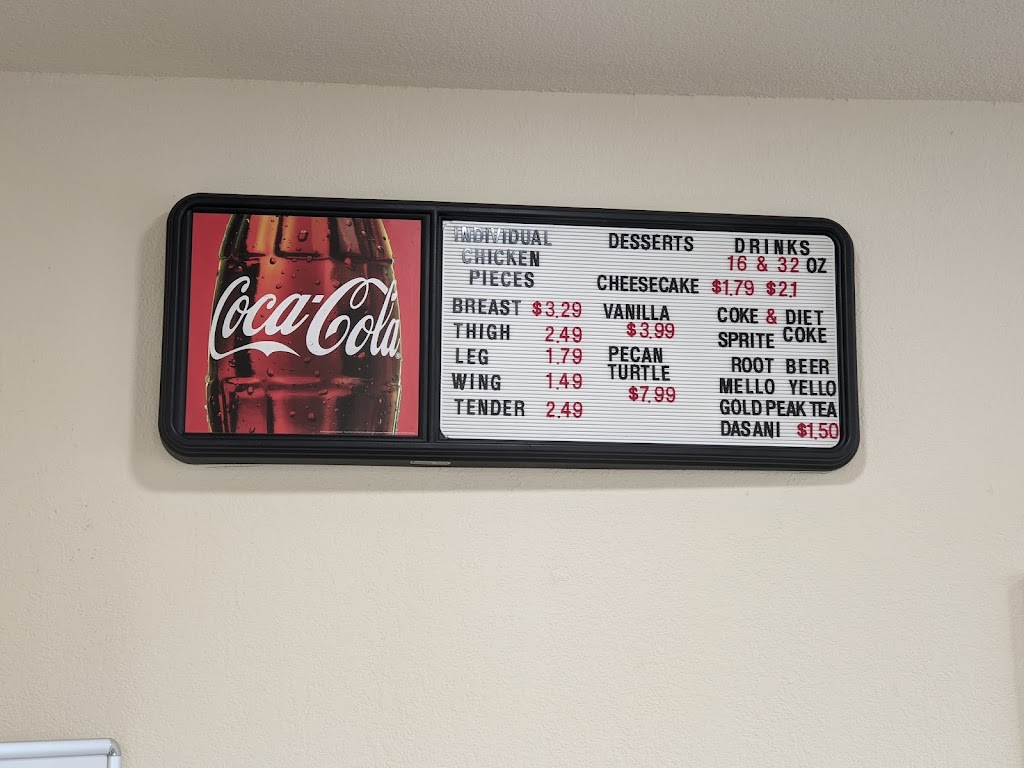 Coca-Cola
INDIVIDUAL
CHICKEN
PIECES
BREAST $3.29
THIGH 2.49
LEG 1.79
WING 1.49
TENDER 2.49
DESSERTS
CHEESECAKE
VANILLA
$3.99
PECAN
TURTLE
$7.99
DRINKS
16 & 32 OZ
$1.79 $2.1
COKE & DIET
COKE
SPRITE
ROOT BEER
MELLO YELLO
GOLD PEAK TEA
DASANI $1.50